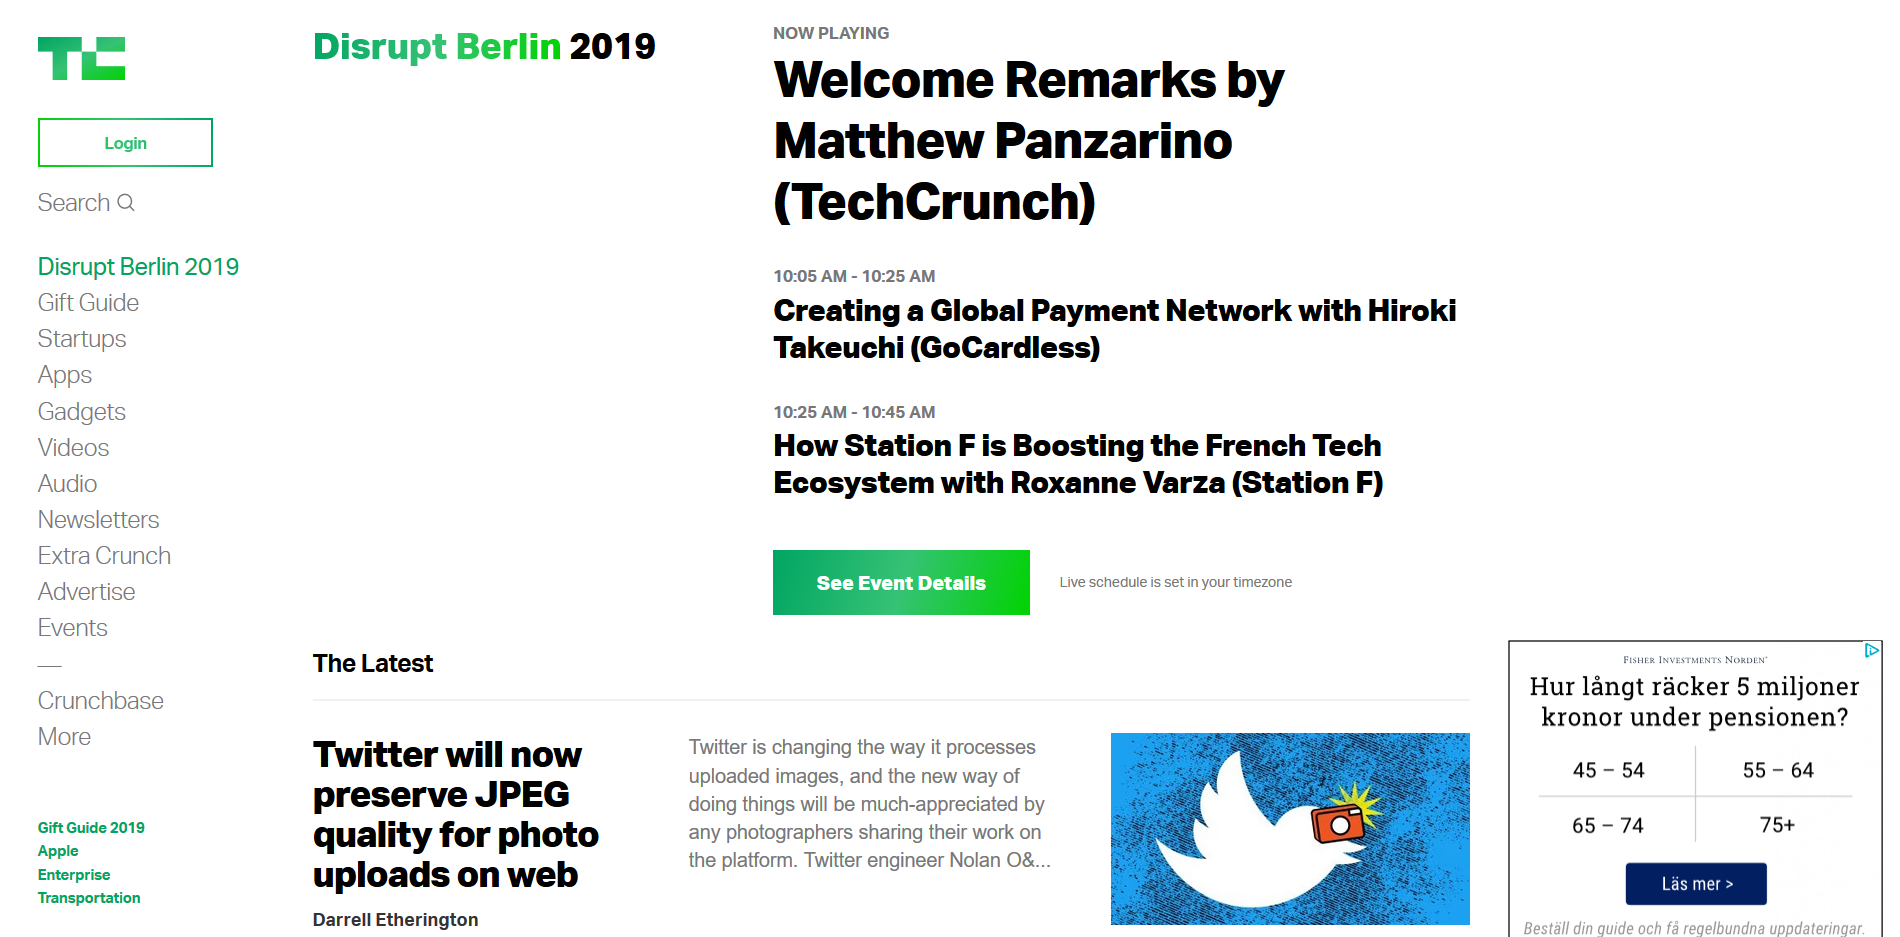 TC
Login
Search
Disrupt Berlin 2019
Gift Guide
Startups
Apps
Gadgets
Videos
Audio
Newsletters
Extra Crunch
Advertise
Events
—
Crunchbase
More
Gift Guide 2019
Apple
Enterprise
Transportation
Disrupt Berlin 2019
NOW PLAYING
Welcome Remarks by
Matthew Panzarino
(TechCrunch)
10:05 AM - 10:25 AM
Creating a Global Payment Network with Hiroki
Takeuchi (GoCardless)
10:25 AM - 10:45 AM
How Station F is Boosting the French Tech
Ecosystem with Roxanne Varza (Station F)
See Event Details
Live schedule is set in your timezone
The Latest
Twitter will now
preserve JPEG
quality for photo
uploads on web
Darrell Etherington
Twitter is changing the way it processes
uploaded images, and the new way of
doing things will be much-appreciated by
any photographers sharing their work on
the platform. Twitter engineer Nolan O&...
FISHER INVESTMENTS NORDEN
Hur långt räcker 5 miljoner
kronor under pensionen?
45 – 54
55 – 64
65 – 74
75+
Läs mer >
Beställ din guide och få regelbundna uppdateringar.